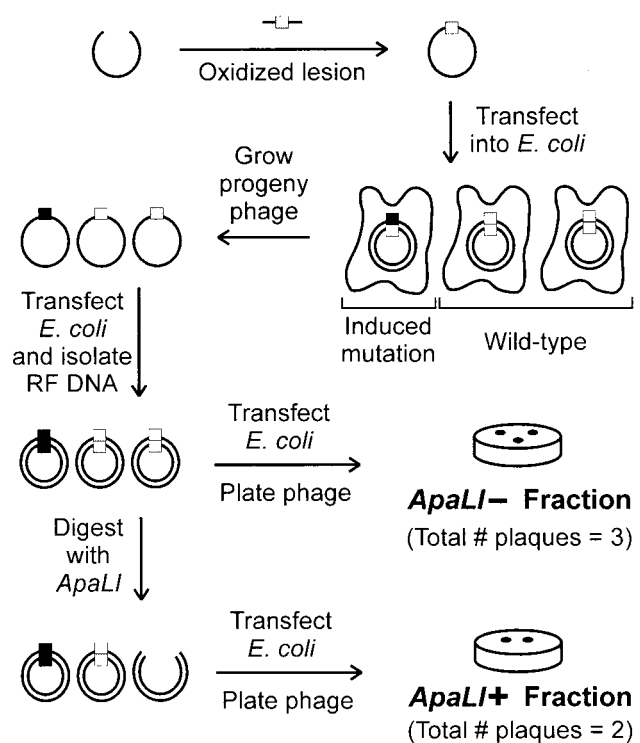 Oxidized lesion
Transfect
into E. coli
Grow
progeny
phage
Induced
mutation
Wild-type
Transfect
E. coli
and isolate
RF DNA
Transfect
E. coli
Plate phage
ApaLI− Fraction
(Total # plaques = 3)
Digest
with
ApaLI
Transfect
E. coli
Plate phage
ApaLI+ Fraction
(Total # plaques = 2)